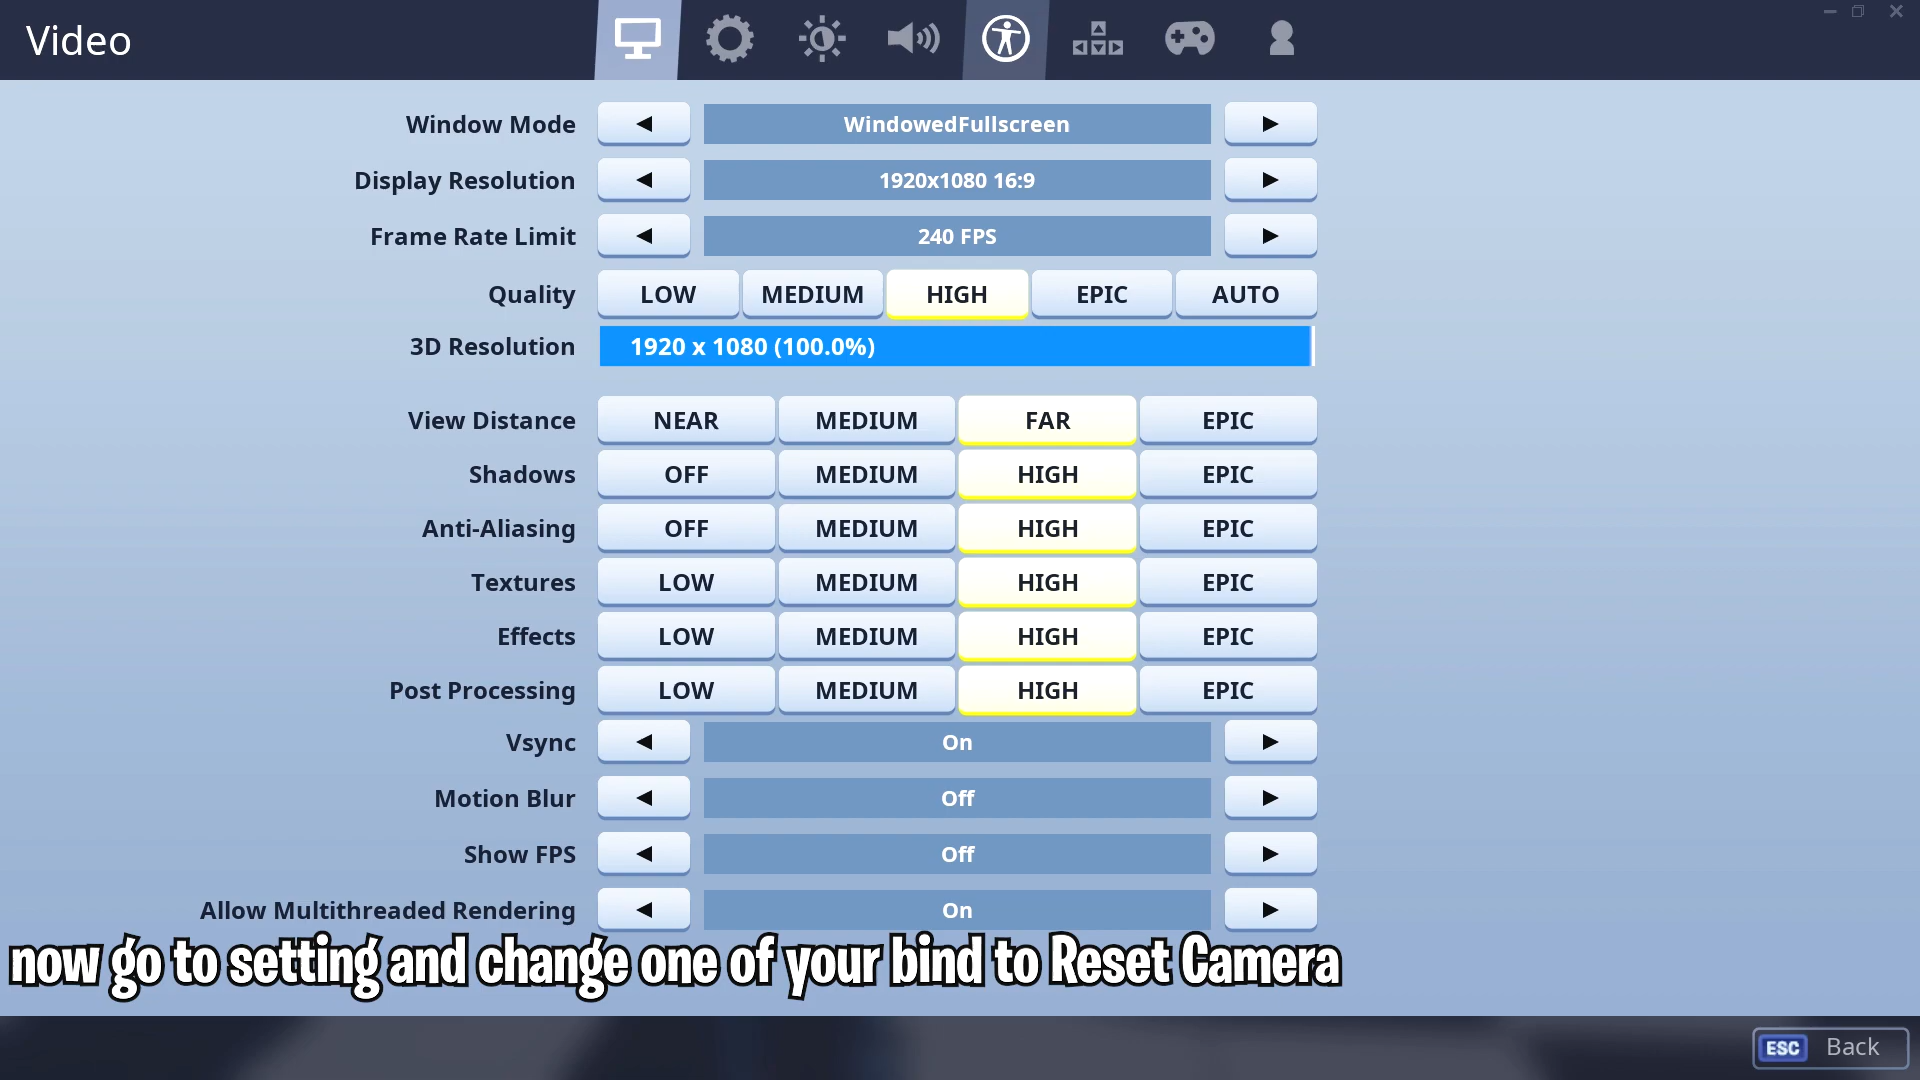 Video
Window Mode WindowedFullscreen
Display Resolution 1920x1080 16:9
Frame Rate Limit 240 FPS
Quality LOW MEDIUM HIGH EPIC AUTO
3D Resolution 1920 x 1080 (100.0%)
View Distance NEAR MEDIUM FAR EPIC
Shadows OFF MEDIUM HIGH EPIC
Anti-Aliasing OFF MEDIUM HIGH EPIC
Textures LOW MEDIUM HIGH EPIC
Effects LOW MEDIUM HIGH EPIC
Post Processing LOW MEDIUM HIGH EPIC
Vsync On
Motion Blur Off
Show FPS Off
Allow Multithreaded Rendering On
now go to setting and change one of your bind to Reset Camera
ESC Back